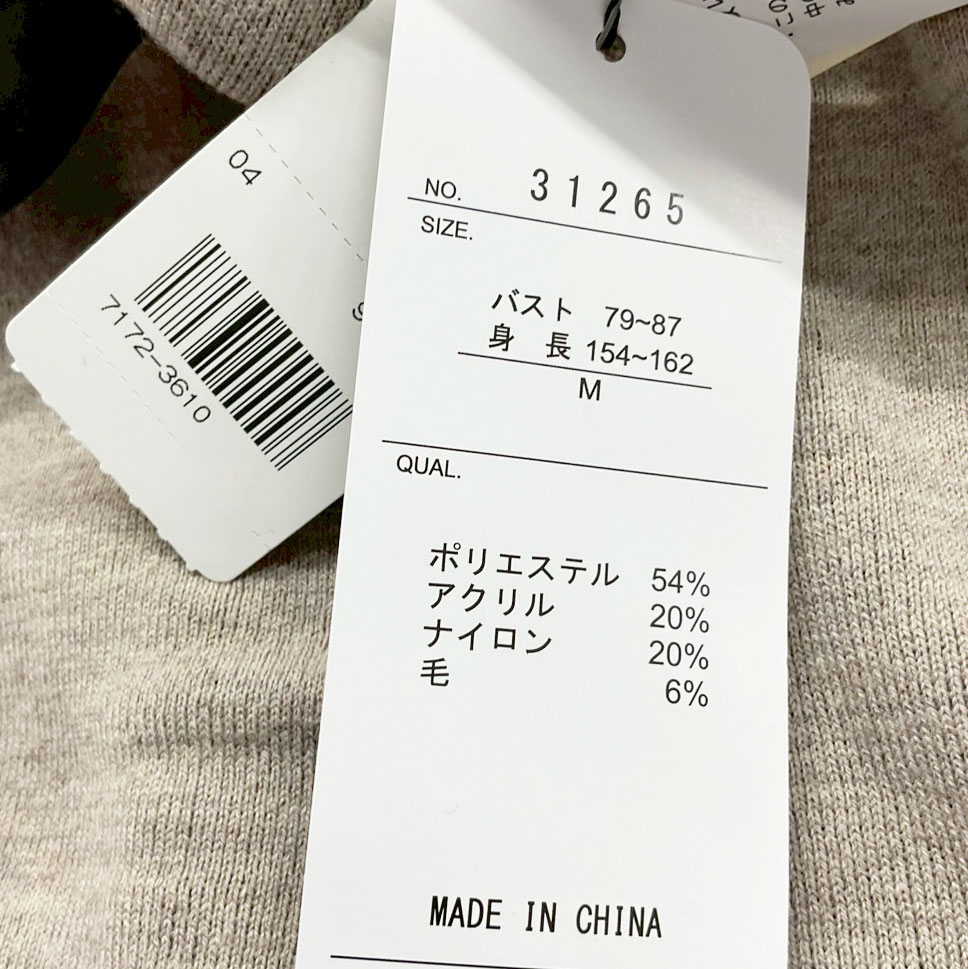 NO. 31265
SIZE.
バスト 79~87
身 長 154~162
M
QUAL.
ポリエステル 54%
アクリル 20%
ナイロン 20%
毛 6%
MADE IN CHINA
04
7172-3610